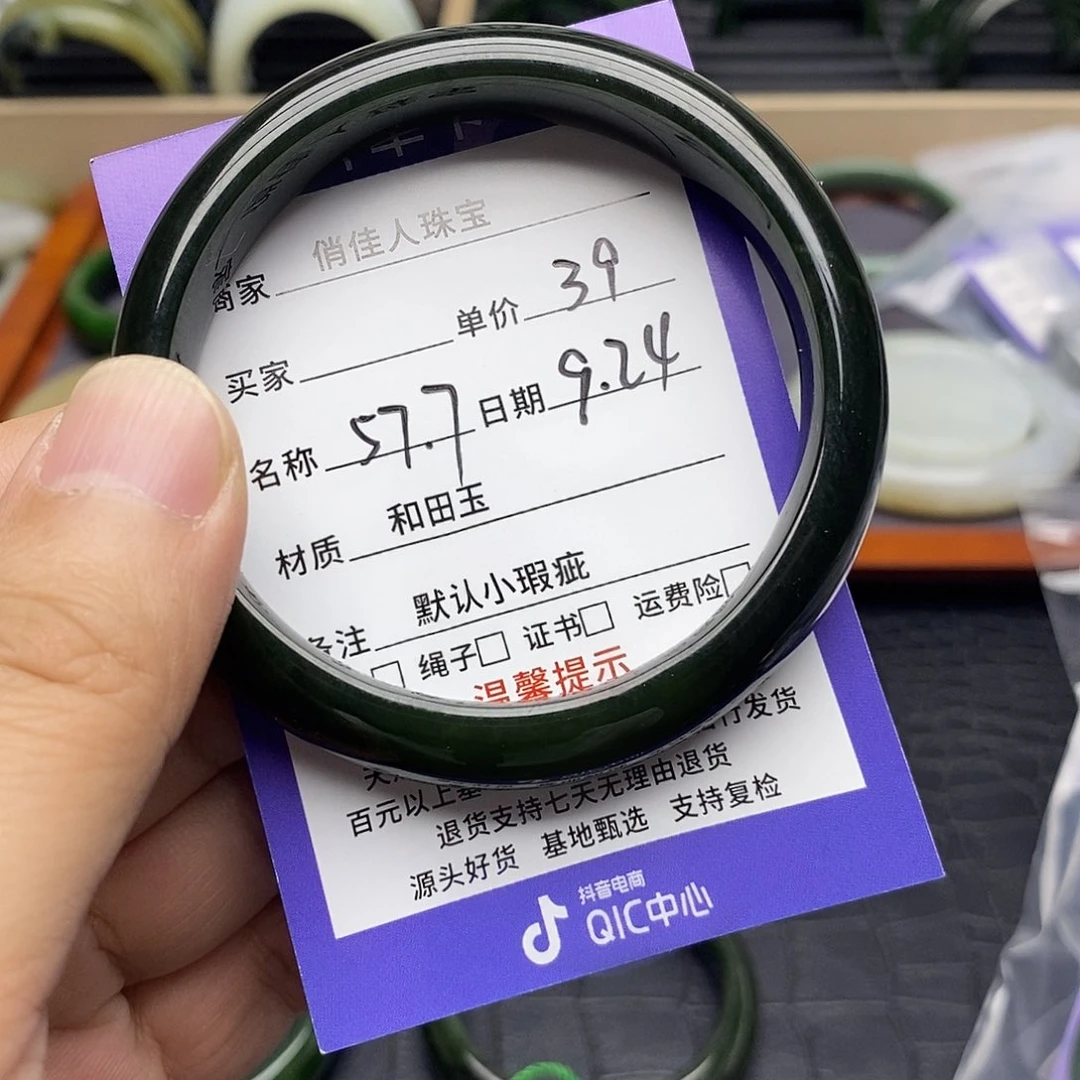 俏佳人珠宝
商家
单价 39
买家
日期 9.24
名称 57.7
和田玉
材质
默认小瑕疵
备注
绳子□ 证书□ 运费险□
温馨提示
发货
百元以上
退货支持七天无理由退货
源头好货 基地甄选 支持复检
抖音电商
QIC中心